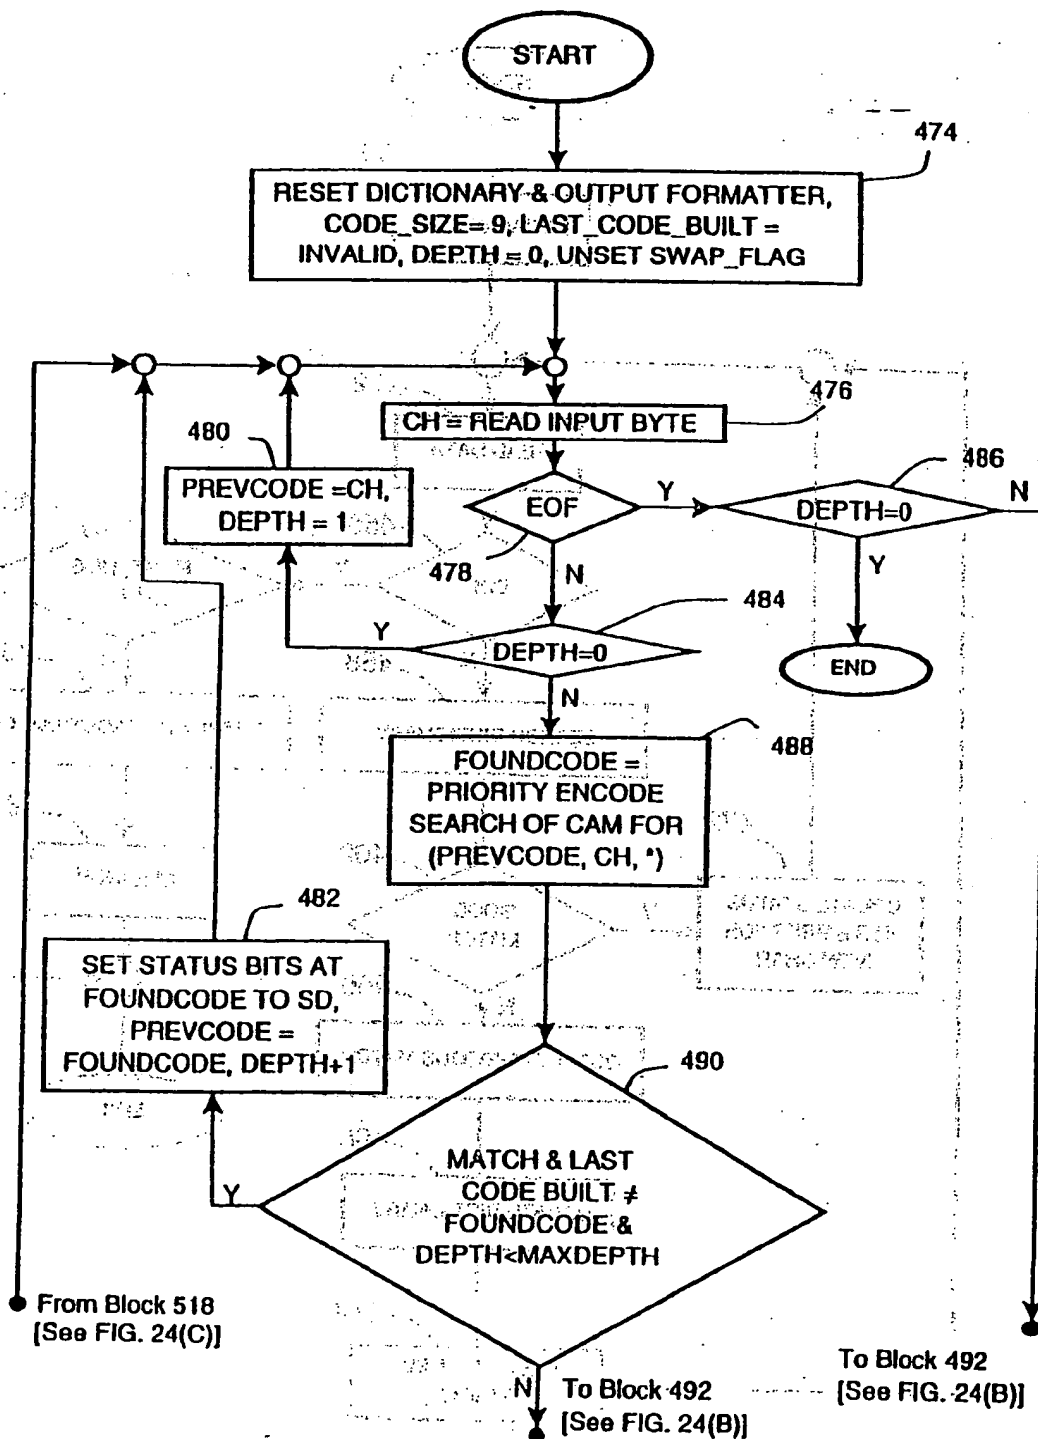 START
474
RESET DICTIONARY & OUTPUT FORMATTER,
CODE_SIZE= 9, LAST_CODE_BUILT =
INVALID, DEPTH = 0, UNSET SWAP_FLAG
476
CH = READ INPUT BYTE
480
PREVCODE =CH,
DEPTH = 1
486
EOF
Y
DEPTH=0
N
478
N
Y
484
Y
DEPTH=0
END
N
488
FOUNDCODE =
PRIORITY ENCODE
SEARCH OF CAM FOR
(PREVCODE, CH, *)
482
SET STATUS BITS AT
FOUNDCODE TO SD,
PREVCODE =
FOUNDCODE, DEPTH+1
490
MATCH & LAST
CODE BUILT ≠
FOUNDCODE &
DEPTH<MAXDEPTH
Y
From Block 518
[See FIG. 24(C)]
N
To Block 492
[See FIG. 24(B)]
To Block 492
[See FIG. 24(B)]